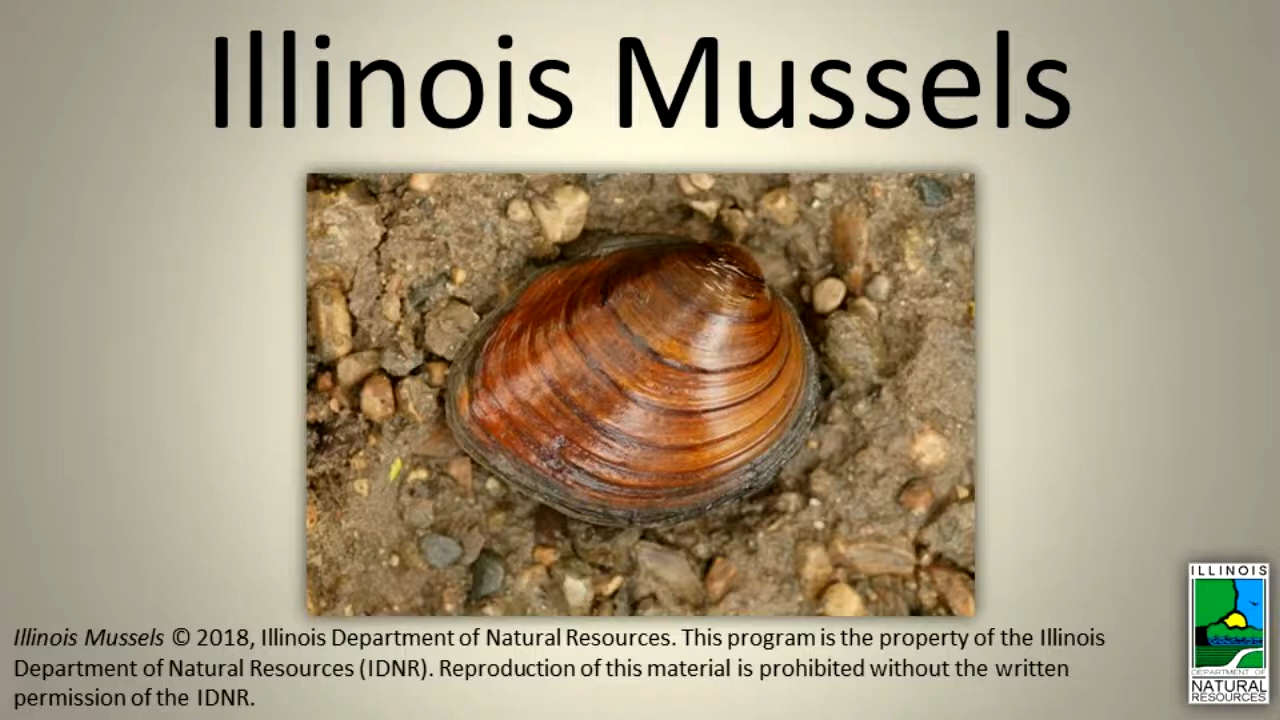 Illinois Mussels
Illinois Mussels © 2018, Illinois Department of Natural Resources. This program is the property of the Illinois
Department of Natural Resources (IDNR). Reproduction of this material is prohibited without the written
permission of the IDNR.
ILLINOIS
DEPARTMENT OF
NATURAL
RESOURCES